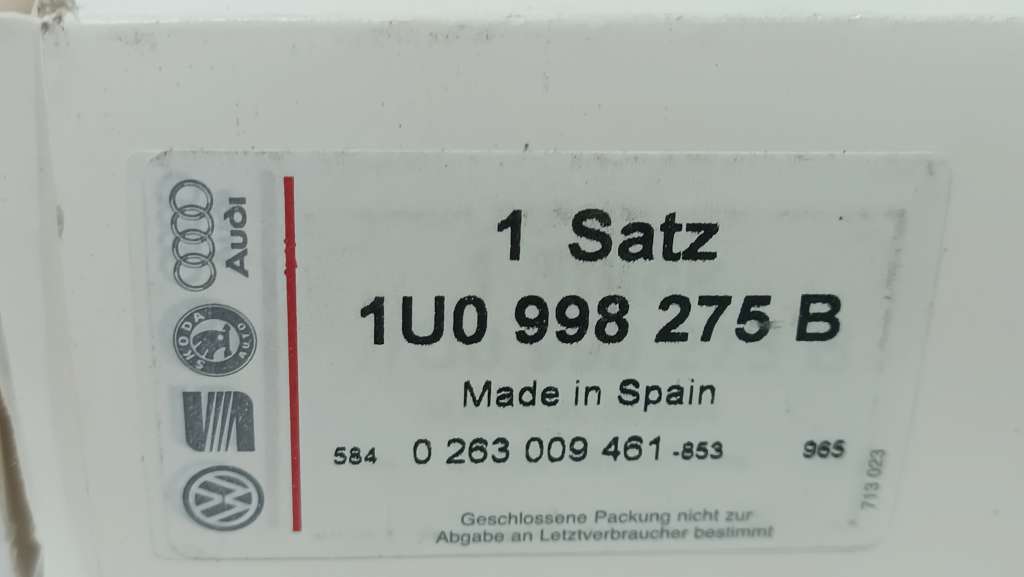 Audi
SKODA
AUTO
1 Satz
1U0 998 275 B
Made in Spain
584 0 263 009 461 -853 965
713 023
Geschlossene Packung nicht zur
Abgabe an Letztverbraucher bestimmt